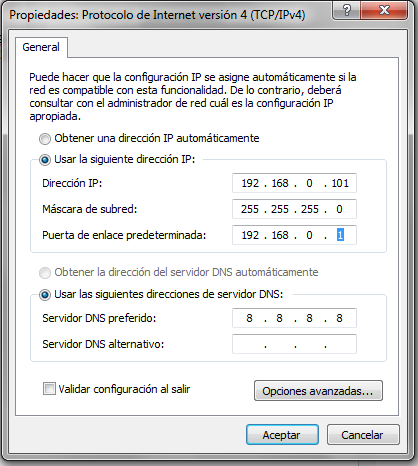 Propiedades: Protocolo de Internet versión 4 (TCP/IPv4)
General
Puede hacer que la configuración IP se asigne automáticamente si la
red es compatible con esta funcionalidad. De lo contrario, deberá
consultar con el administrador de red cuál es la configuración IP
apropiada.
Obtener una dirección IP automáticamente
Usar la siguiente dirección IP:
Dirección IP: 192 . 168 . 0 . 101
Máscara de subred: 255 . 255 . 255 . 0
Puerta de enlace predeterminada: 192 . 168 . 0 . 1
Obtener la dirección del servidor DNS automáticamente
Usar las siguientes direcciones de servidor DNS:
Servidor DNS preferido: 8 . 8 . 8 . 8
Servidor DNS alternativo: . . .
Validar configuración al salir
Opciones avanzadas...
Aceptar Cancelar